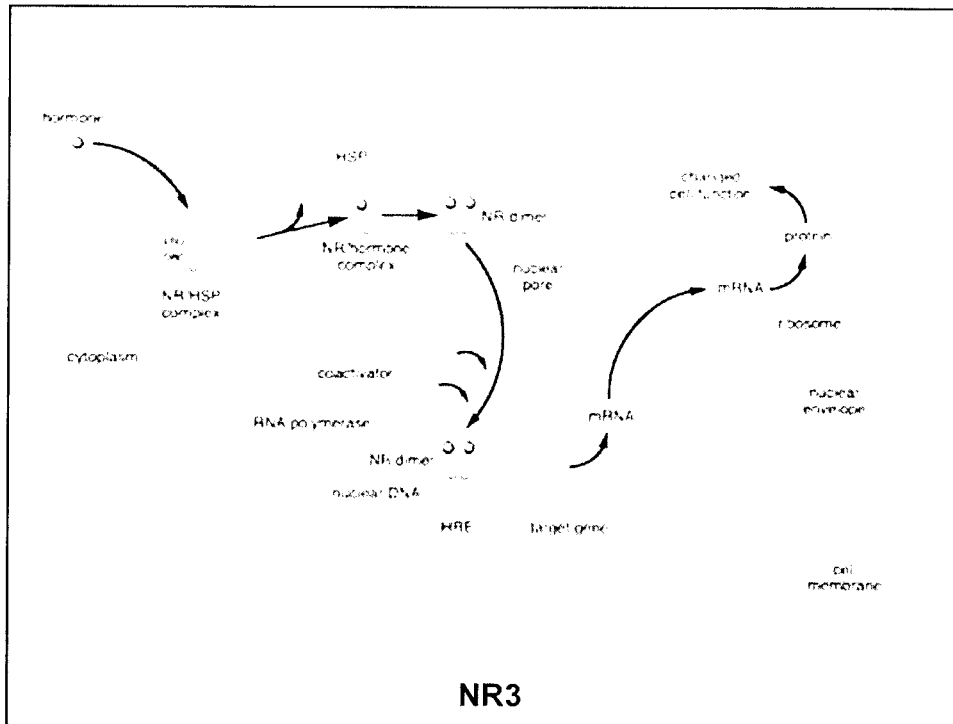 hormone
HSP
changed
cell function
NR dimer
protein
NR/hormone
complex
nuclear
pore
mRNA
NR/HSP
complex
ribosome
cytoplasm
coactivator
nuclear
envelope
mRNA
RNA polymerase
NR dimer
nuclear DNA
HRE
target gene
cell
membrane
NR3